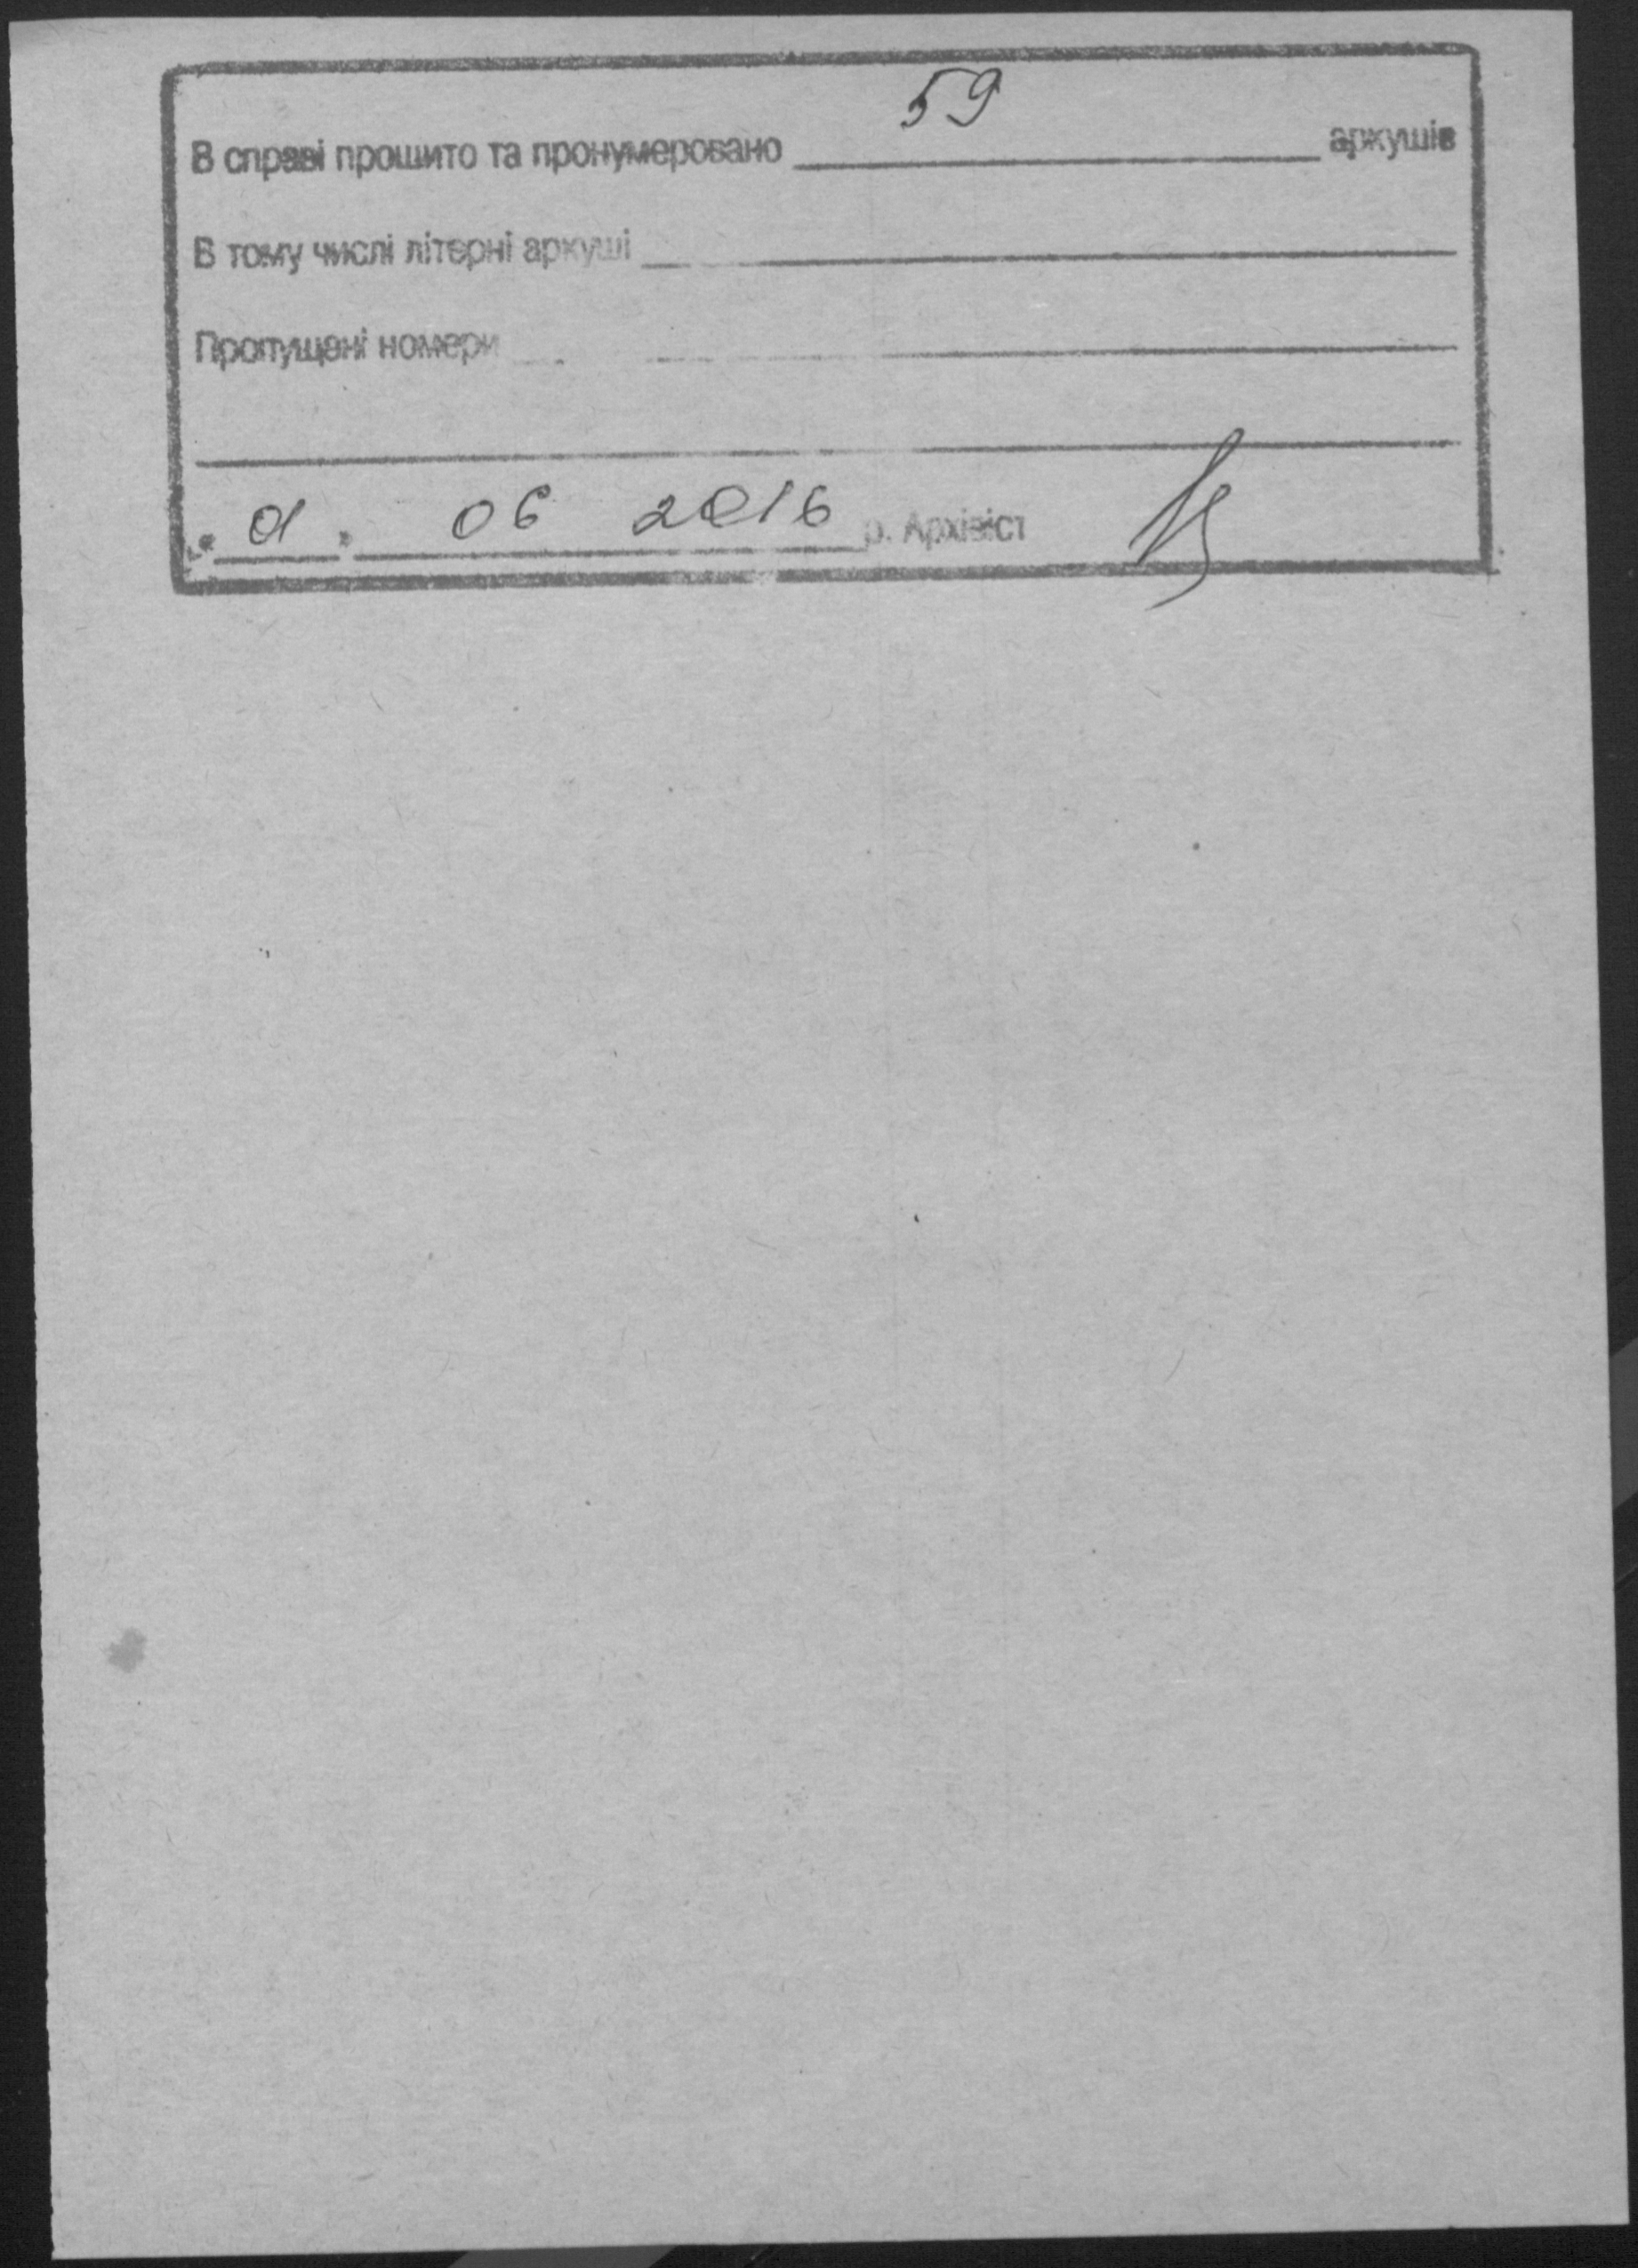 В справі прошито та пронумеровано 59 аркушів
В тому числі літерні аркуші
Пропущені номери
" 01 " 06 2016 р. Архівіст